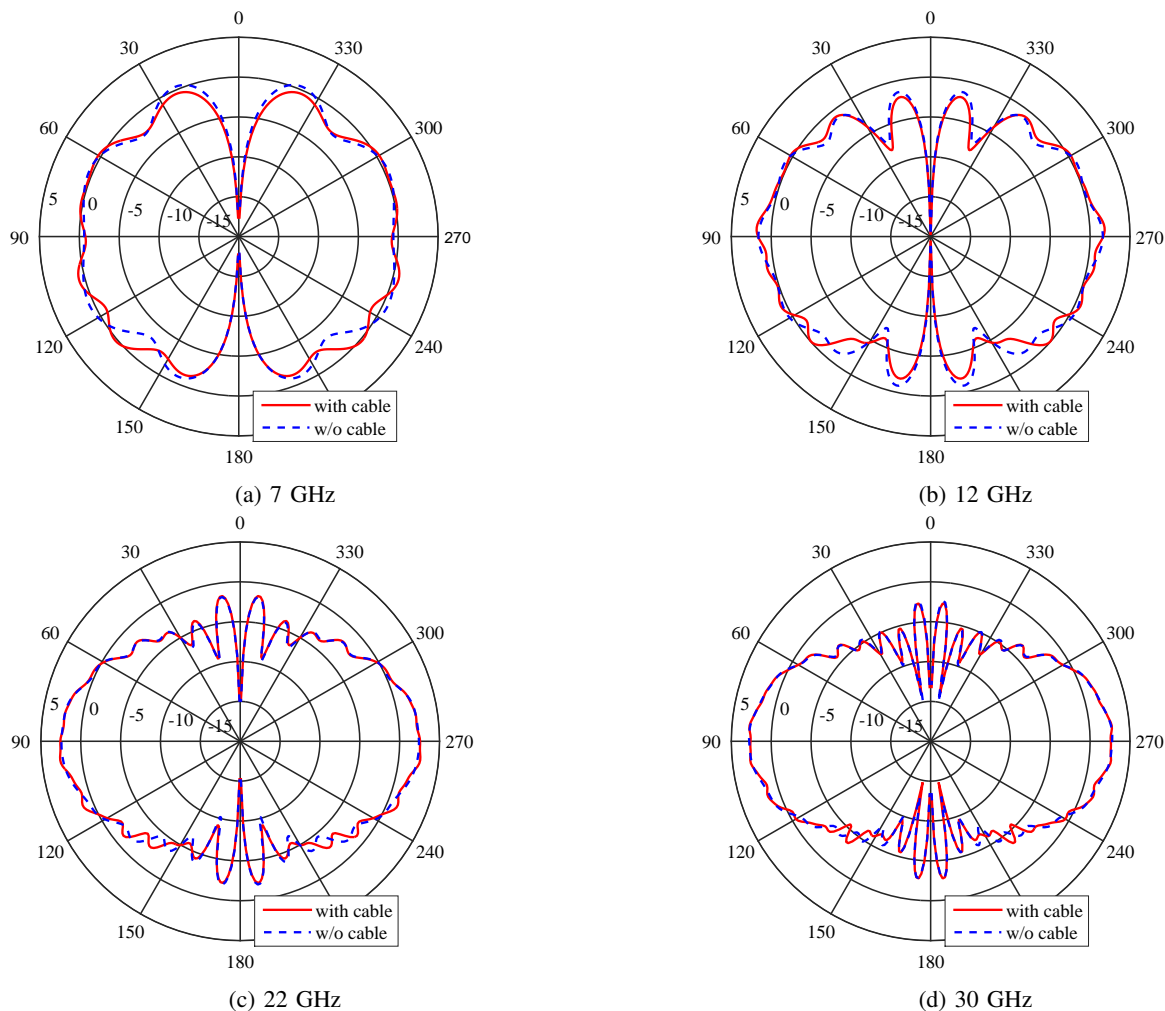 0
30 330
60 300
5 0 -5 -10 -15
90 270
120 240
150 210
with cable
w/o cable
180
(a) 7 GHz
0
30 330
60 300
5 0 -5 -10 -15
90 270
120 240
150
with cable
w/o cable
180
(b) 12 GHz
0
30 330
60 300
5 0 -5 -10 -15
90 270
120 240
150
with cable
w/o cable
180
(c) 22 GHz
0
30 330
60 300
5 0 -5 -10 -15
90 270
120 240
150
with cable
w/o cable
180
(d) 30 GHz